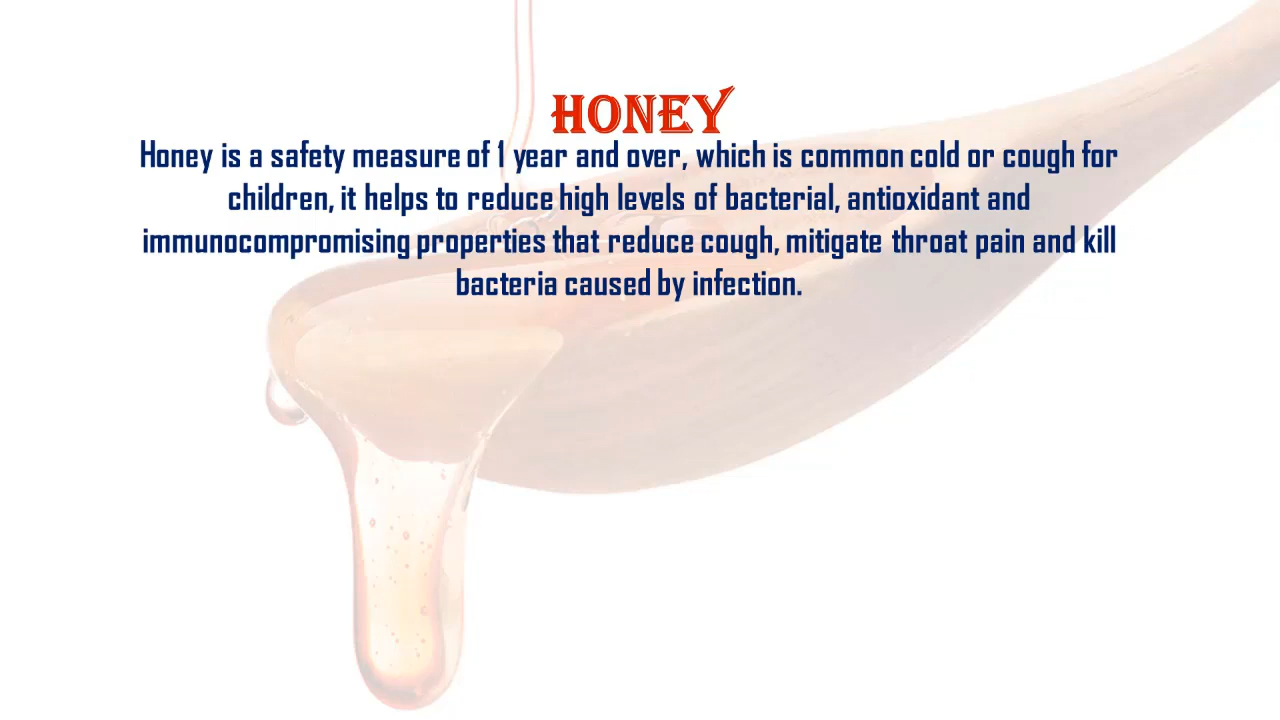 HONEY
Honey is a safety measure of 1 year and over, which is common cold or cough for
children, it helps to reduce high levels of bacterial, antioxidant and
immunocompromising properties that reduce cough, mitigate throat pain and kill
bacteria caused by infection.